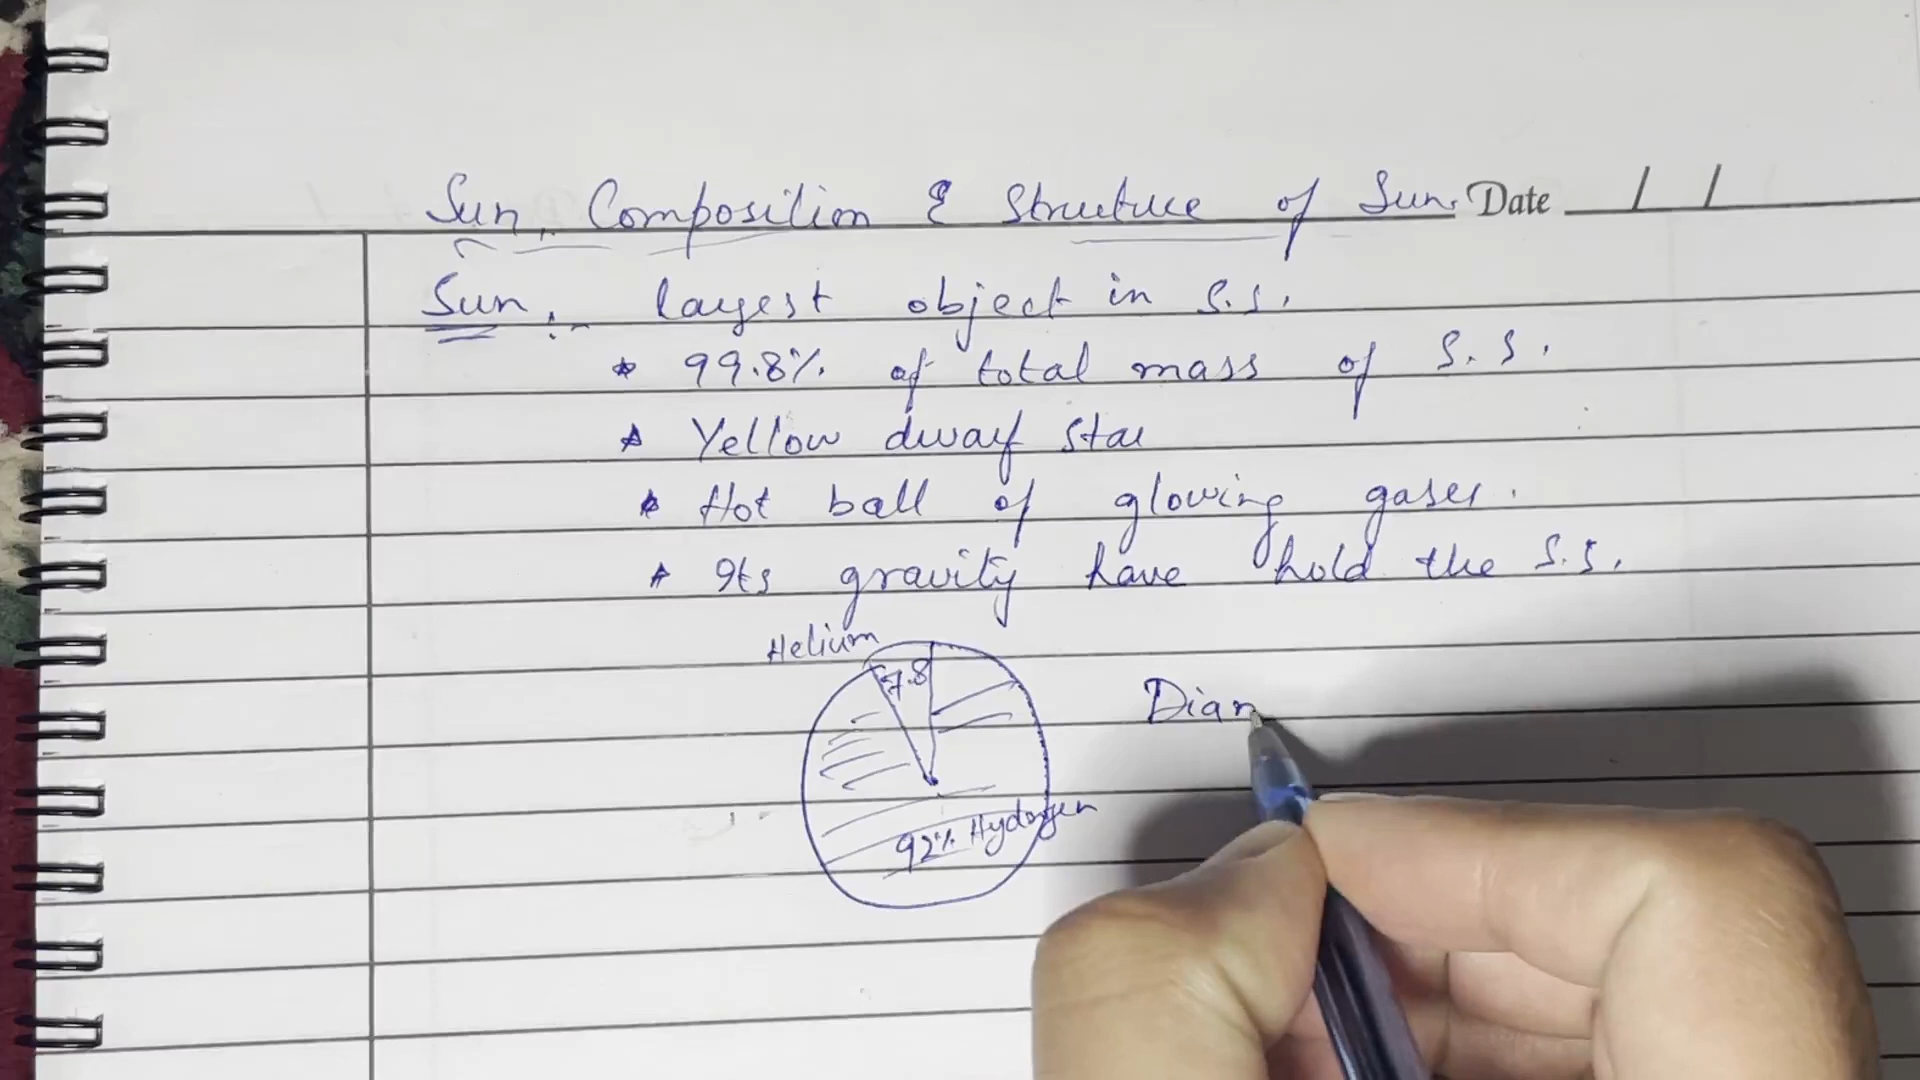 Sun, Composition & Structure of Sun. Date / /
Sun :- largest object in S.S.
* 99.8% of total mass of S.S.
* Yellow dwarf star
* Hot ball of glowing gases.
* Its gravity have hold the S.S.
Helium
7.8
92% Hydrogen
Diam